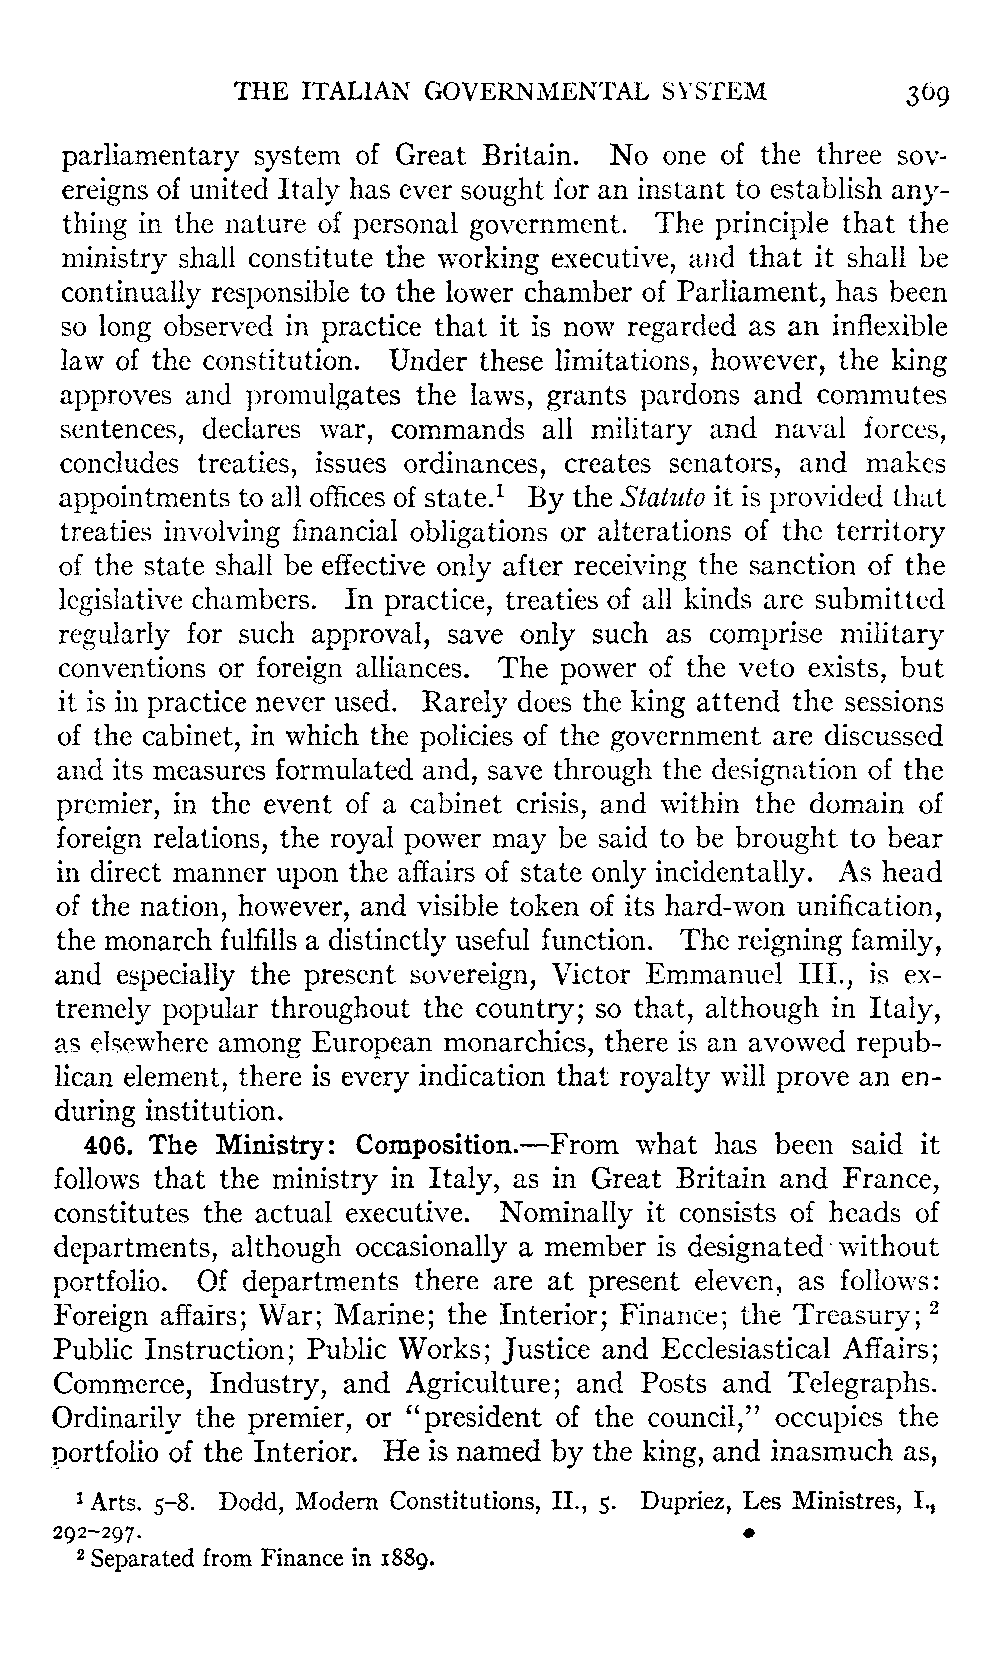 THE ITALIAN GOVERNMENTAL SYSTEM 369
parliamentary system of Great Britain. No one of the three sov-
ereigns of united Italy has ever sought for an instant to establish any-
thing in the nature of personal government. The principle that the
ministry shall constitute the working executive, and that it shall be
continually responsible to the lower chamber of Parliament, has been
so long observed in practice that it is now regarded as an inflexible
law of the constitution. Under these limitations, however, the king
approves and promulgates the laws, grants pardons and commutes
sentences, declares war, commands all military and naval forces,
concludes treaties, issues ordinances, creates senators, and makes
appointments to all offices of state.¹ By the Statuto it is provided that
treaties involving financial obligations or alterations of the territory
of the state shall be effective only after receiving the sanction of the
legislative chambers. In practice, treaties of all kinds are submitted
regularly for such approval, save only such as comprise military
conventions or foreign alliances. The power of the veto exists, but
it is in practice never used. Rarely does the king attend the sessions
of the cabinet, in which the policies of the government are discussed
and its measures formulated and, save through the designation of the
premier, in the event of a cabinet crisis, and within the domain of
foreign relations, the royal power may be said to be brought to bear
in direct manner upon the affairs of state only incidentally. As head
of the nation, however, and visible token of its hard-won unification,
the monarch fulfills a distinctly useful function. The reigning family,
and especially the present sovereign, Victor Emmanuel III., is ex-
tremely popular throughout the country; so that, although in Italy,
as elsewhere among European monarchies, there is an avowed repub-
lican element, there is every indication that royalty will prove an en-
during institution.
406. The Ministry: Composition.—From what has been said it
follows that the ministry in Italy, as in Great Britain and France,
constitutes the actual executive. Nominally it consists of heads of
departments, although occasionally a member is designated without
portfolio. Of departments there are at present eleven, as follows:
Foreign affairs; War; Marine; the Interior; Finance; the Treasury; ²
Public Instruction; Public Works; Justice and Ecclesiastical Affairs;
Commerce, Industry, and Agriculture; and Posts and Telegraphs.
Ordinarily the premier, or "president of the council," occupies the
portfolio of the Interior. He is named by the king, and inasmuch as,
¹ Arts. 5–8. Dodd, Modern Constitutions, II., 5. Dupriez, Les Ministres, I.,
292–297.
² Separated from Finance in 1889.